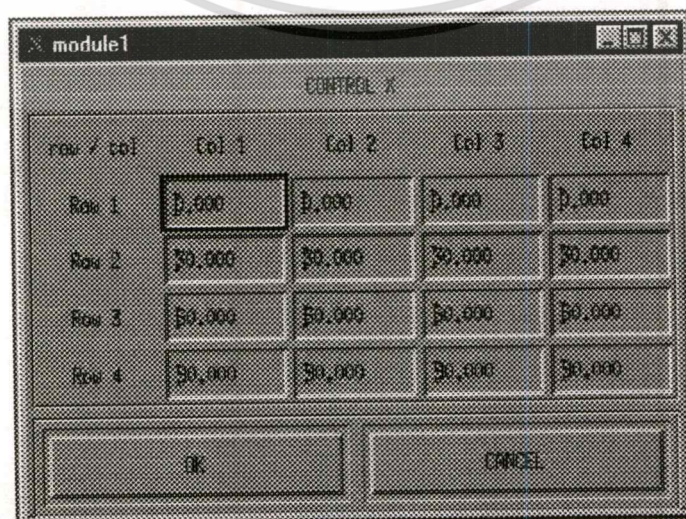 module1
CONTROL X
row / col Col 1 Col 2 Col 3 Col 4
Row 1 0.000 0.000 0.000 0.000
Row 2 30.000 30.000 30.000 30.000
Row 3 60.000 60.000 60.000 60.000
Row 4 90.000 90.000 90.000 90.000
OK CANCEL